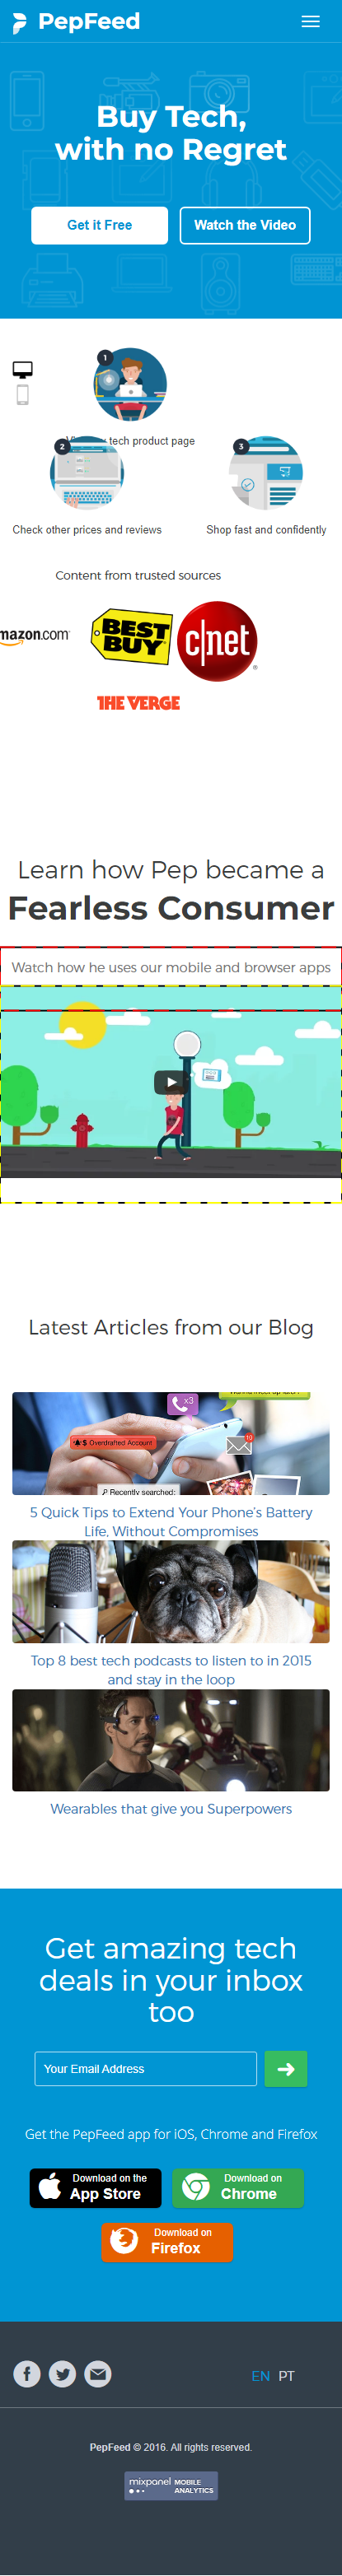 PepFeed
Buy Tech,
with no Regret
Get it Free
Watch the Video
1
tech product page
2
3
Check other prices and reviews
Shop fast and confidently
Content from trusted sources
mazon.com
BEST
BUY
c|net
THE VERGE
Learn how Pep became a
Fearless Consumer
Watch how he uses our mobile and browser apps
Latest Articles from our Blog
x3
Overdrafted Account
10
Recently searched:
5 Quick Tips to Extend Your Phone's Battery
Life, Without Compromises
Top 8 best tech podcasts to listen to in 2015
and stay in the loop
Wearables that give you Superpowers
Get amazing tech
deals in your inbox
too
Your Email Address
Get the PepFeed app for iOS, Chrome and Firefox
Download on the
App Store
Download on
Chrome
Download on
Firefox
EN PT
PepFeed © 2016. All rights reserved.
mixpanel MOBILE
ANALYTICS